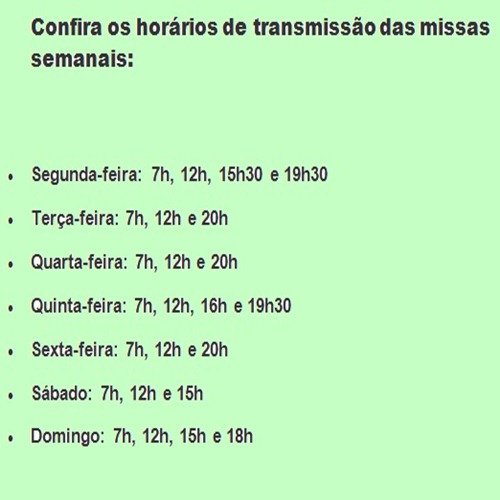 Confira os horários de transmissão das missas
semanais:
• Segunda-feira: 7h, 12h, 15h30 e 19h30
• Terça-feira: 7h, 12h e 20h
• Quarta-feira: 7h, 12h e 20h
• Quinta-feira: 7h, 12h, 16h e 19h30
• Sexta-feira: 7h, 12h e 20h
• Sábado: 7h, 12h e 15h
• Domingo: 7h, 12h, 15h e 18h